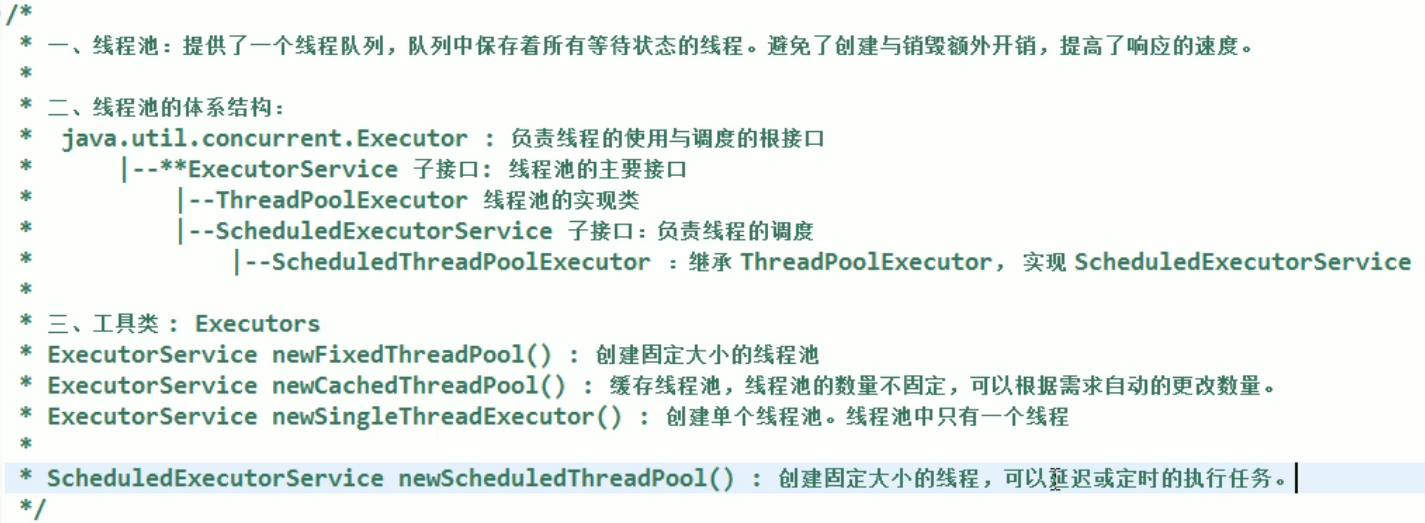 /*
* 一、线程池：提供了一个线程队列，队列中保存着所有等待状态的线程。避免了创建与销毁额外开销，提高了响应的速度。
*
* 二、线程池的体系结构：
* java.util.concurrent.Executor : 负责线程的使用与调度的根接口
* |--**ExecutorService 子接口: 线程池的主要接口
* |--ThreadPoolExecutor 线程池的实现类
* |--ScheduledExecutorService 子接口：负责线程的调度
* |--ScheduledThreadPoolExecutor ：继承 ThreadPoolExecutor， 实现 ScheduledExecutorService
*
* 三、工具类 : Executors
* ExecutorService newFixedThreadPool() : 创建固定大小的线程池
* ExecutorService newCachedThreadPool() : 缓存线程池，线程池的数量不固定，可以根据需求自动的更改数量。
* ExecutorService newSingleThreadExecutor() : 创建单个线程池。线程池中只有一个线程
*
* ScheduledExecutorService newScheduledThreadPool() : 创建固定大小的线程，可以延迟或定时的执行任务。
*/